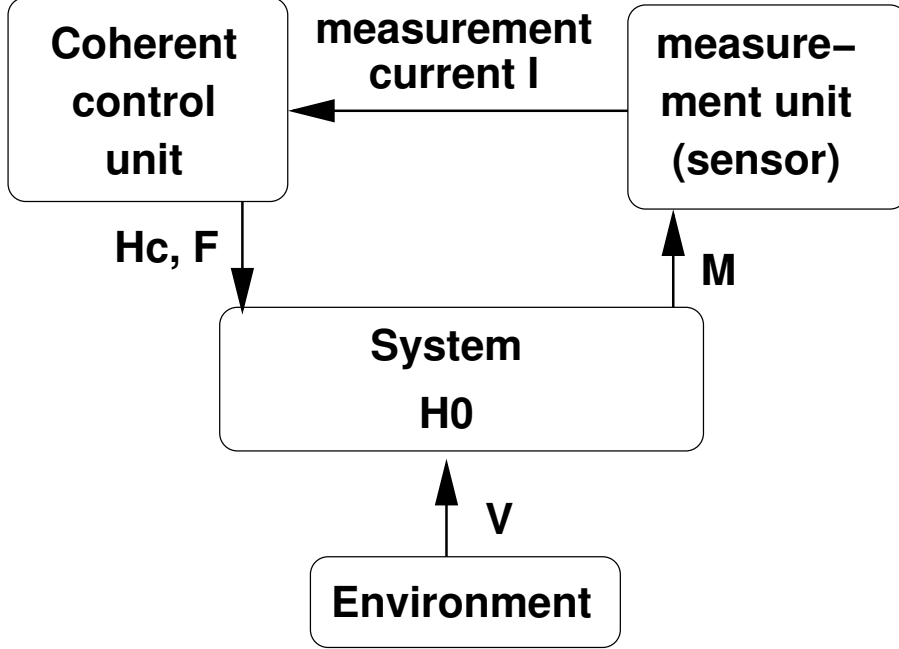 Coherent
control
unit
measurement
current I
measure–
ment unit
(sensor)
Hc, F
M
System
H0
V
Environment